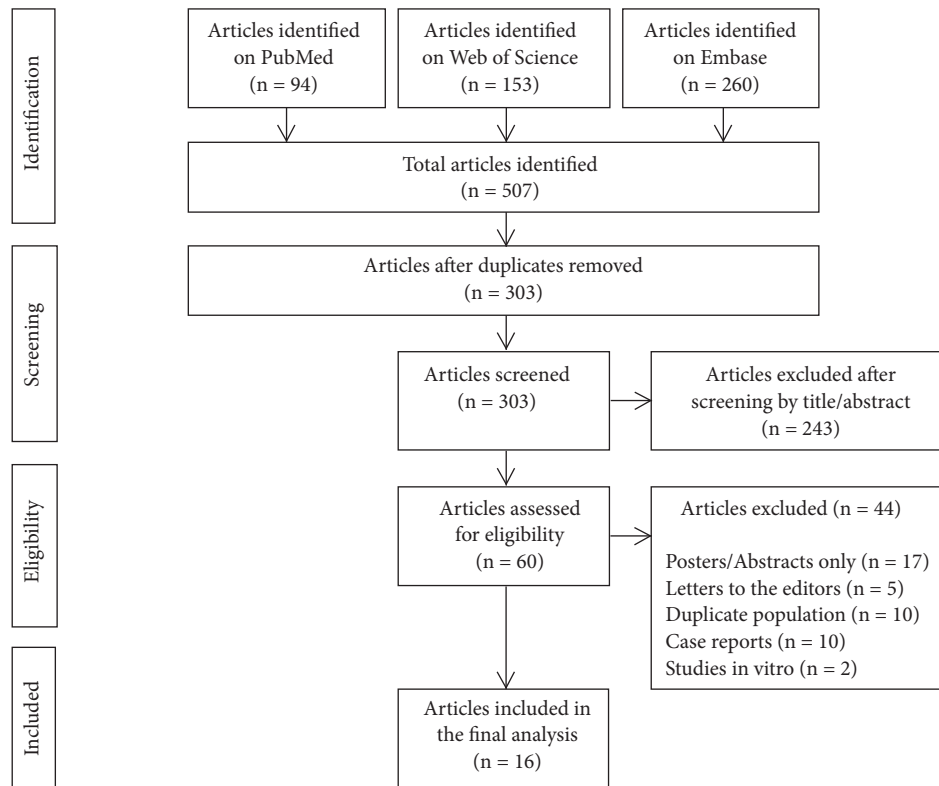 Identification
Articles identified
on PubMed
(n = 94)
Articles identified
on Web of Science
(n = 153)
Articles identified
on Embase
(n = 260)
Total articles identified
(n = 507)
Screening
Articles after duplicates removed
(n = 303)
Articles screened
(n = 303)
Articles excluded after
screening by title/abstract
(n = 243)
Eligibility
Articles assessed
for eligibility
(n = 60)
Articles excluded (n = 44)
Posters/Abstracts only (n = 17)
Letters to the editors (n = 5)
Duplicate population (n = 10)
Case reports (n = 10)
Studies in vitro (n = 2)
Included
Articles included in
the final analysis
(n = 16)